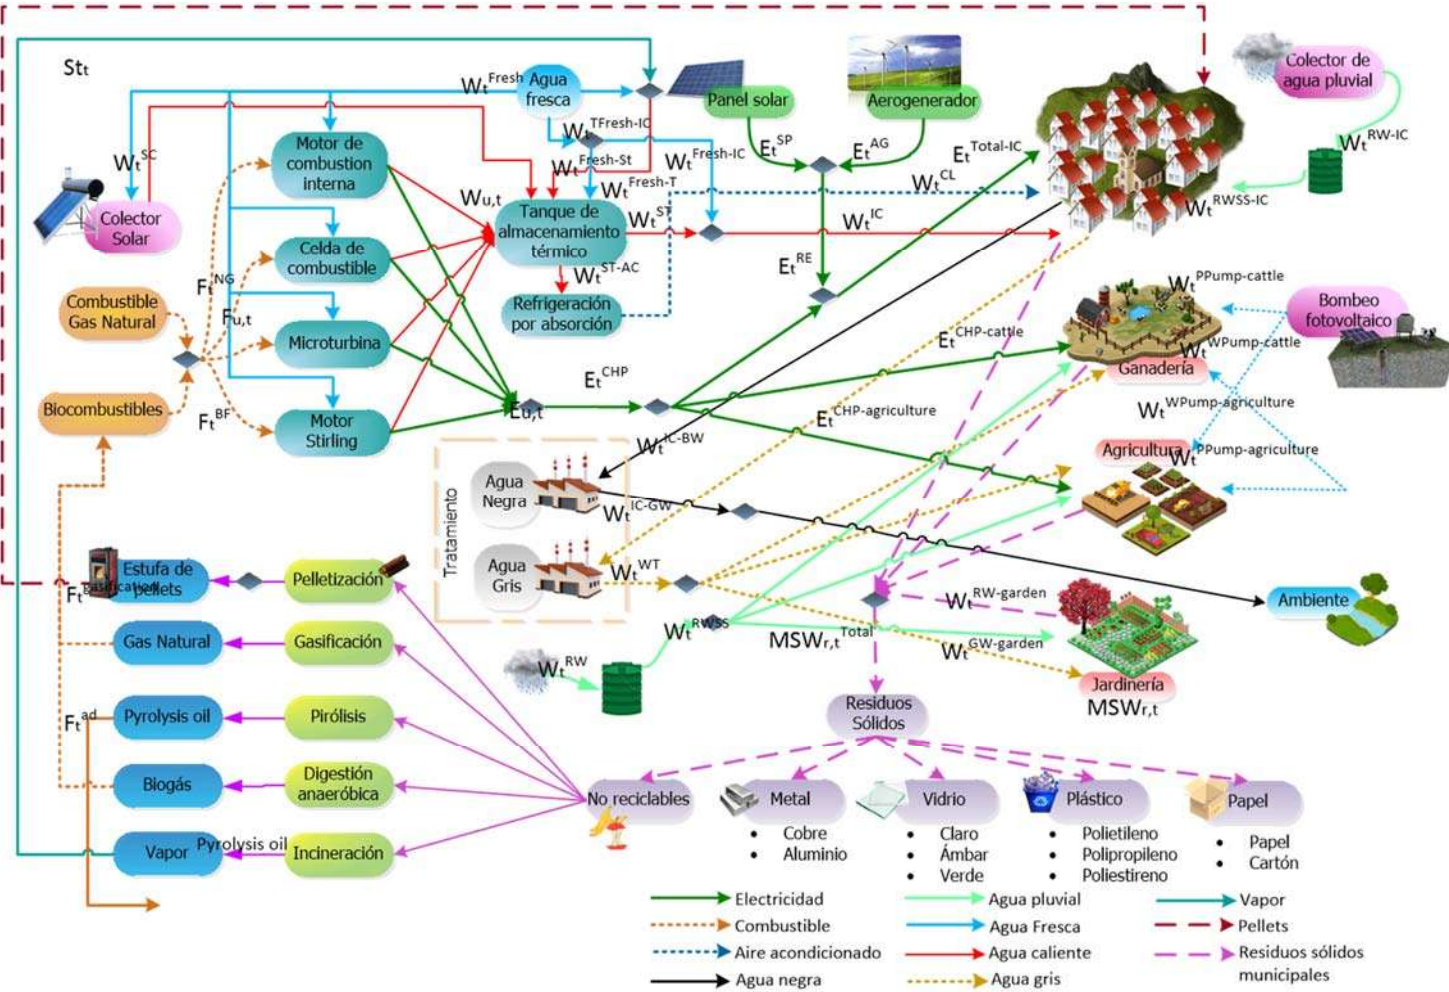 St_t
W_t^Fresh
Agua
fresca
Panel solar
Aerogenerador
Colector de
agua pluvial
W_t^SC
Motor de
combustion
interna
W_t^TFresh-IC
W_t^Fresh-St
W_t^Fresh-IC
W_t^Fresh-T
E_t^SP
E_t^AG
E_t^Total-IC
W_t^RW-IC
W_t^CL
W_t^RWSS-IC
Colector
Solar
W_u,t
Tanque de
almacenamiento
térmico
W_t^ST
W_t^IC
Celda de
combustible
W_t^ST-AC
E_t^RE
F_t^NG
Combustible
Gas Natural
F_u,t
Refrigeración
por absorción
W_t^PPump-cattle
Bombeo
fotovoltaico
Microturbina
E_t^CHP-cattle
W_t^WPump-cattle
Ganadería
Biocombustibles
F_t^BF
Motor
Stirling
E_u,t
E_t^CHP
E_t^CHP-agriculture
W_t^WPump-agriculture
W_t^IC-BW
Agricultura
W_t^PPump-agriculture
Tratamiento
Agua
Negra
W_t^IC-GW
Agua
Gris
W_t^WT
Estufa de
pellets
F_t^gasification
Pelletización
W_t^RW-garden
Ambiente
Gas Natural
Gasificación
W_t^RWSS
MSW_r,t^Total
W_t^GW-garden
W_t^RW
Jardinería
MSW_r,t
F_t^ad
Pyrolysis oil
Pirólisis
Residuos
Sólidos
Biogás
Digestión
anaeróbica
No reciclables
Metal
Vidrio
Plástico
Papel
• Cobre
• Aluminio
• Claro
• Ámbar
• Verde
• Polietileno
• Polipropileno
• Poliestireno
• Papel
• Cartón
Vapor
Pyrolysis oil
Incineración
Electricidad
Agua pluvial
Vapor
Combustible
Agua Fresca
Pellets
Aire acondicionado
Agua caliente
Residuos sólidos
municipales
Agua negra
Agua gris